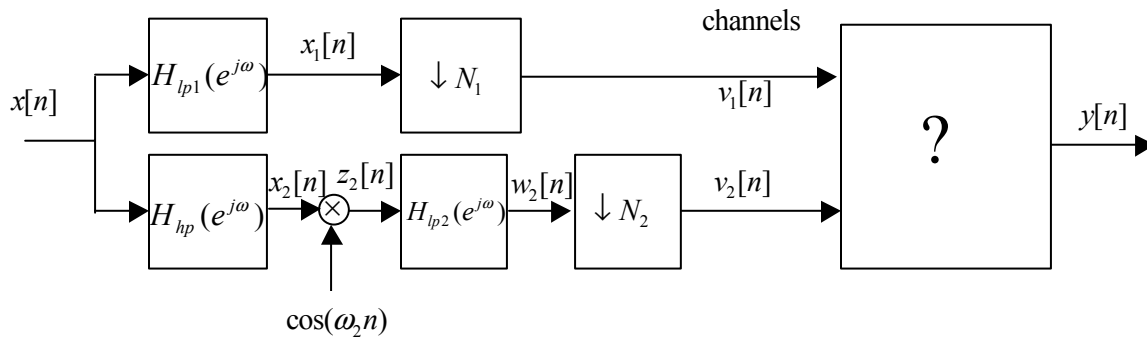 channels
x[n]
H_{lp1}(e^{jω})
x_1[n]
↓ N_1
v_1[n]
?
y[n]
H_{hp}(e^{jω})
x_2[n]
×
z_2[n]
H_{lp2}(e^{jω})
w_2[n]
↓ N_2
v_2[n]
cos(ω_2n)